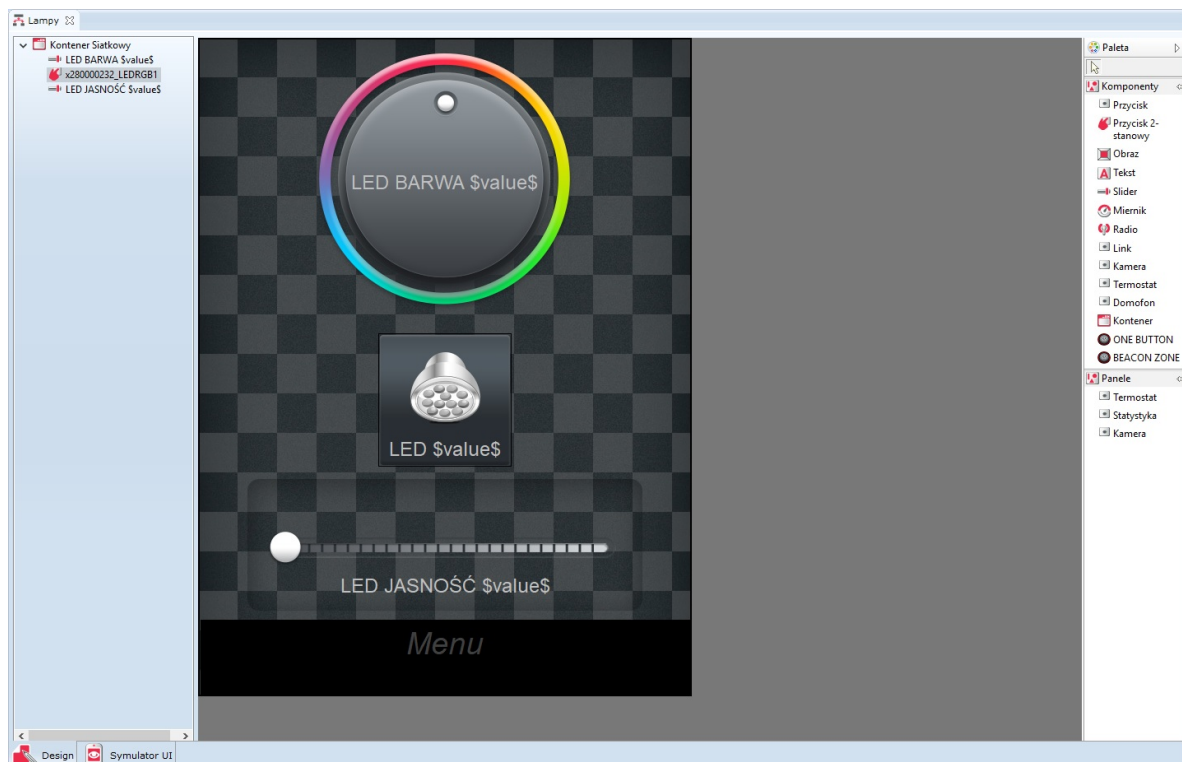 Lampy
Kontener Siatkowy
LED BARWA $value$
x280000232_LEDRGB1
LED JASNOŚĆ $value$
LED BARWA $value$
LED $value$
LED JASNOŚĆ $value$
Menu
Paleta
Komponenty
Przycisk
Przycisk 2-
stanowy
Obraz
Tekst
Slider
Miernik
Radio
Link
Kamera
Termostat
Domofon
Kontener
ONE BUTTON
BEACON ZONE
Panele
Termostat
Statystyka
Kamera
Design
Symulator UI